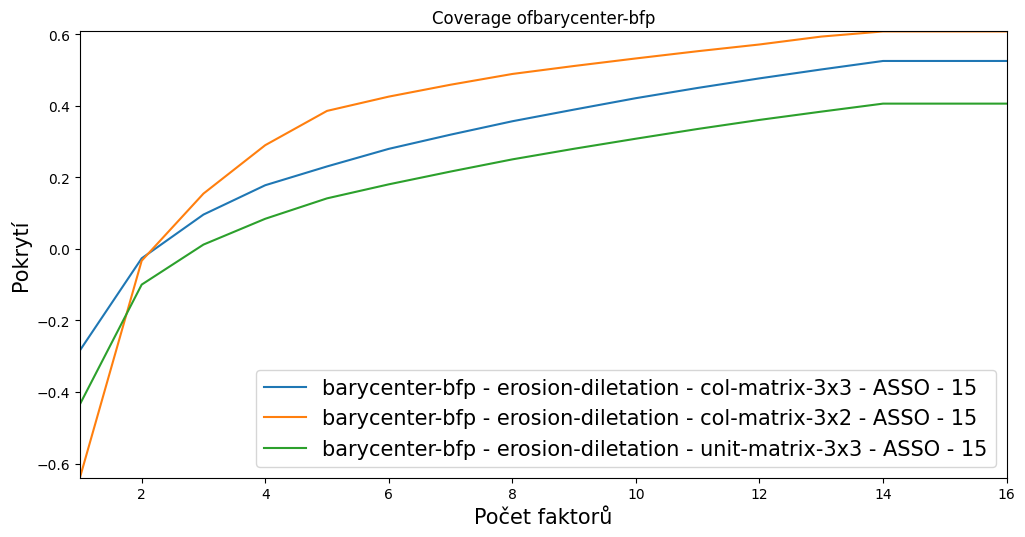 Coverage ofbarycenter-bfp
0.6
0.4
0.2
0.0
−0.2
−0.4
−0.6
Pokrytí
barycenter-bfp - erosion-diletation - col-matrix-3x3 - ASSO - 15
barycenter-bfp - erosion-diletation - col-matrix-3x2 - ASSO - 15
barycenter-bfp - erosion-diletation - unit-matrix-3x3 - ASSO - 15
2 4 6 8 10 12 14 16
Počet faktorů